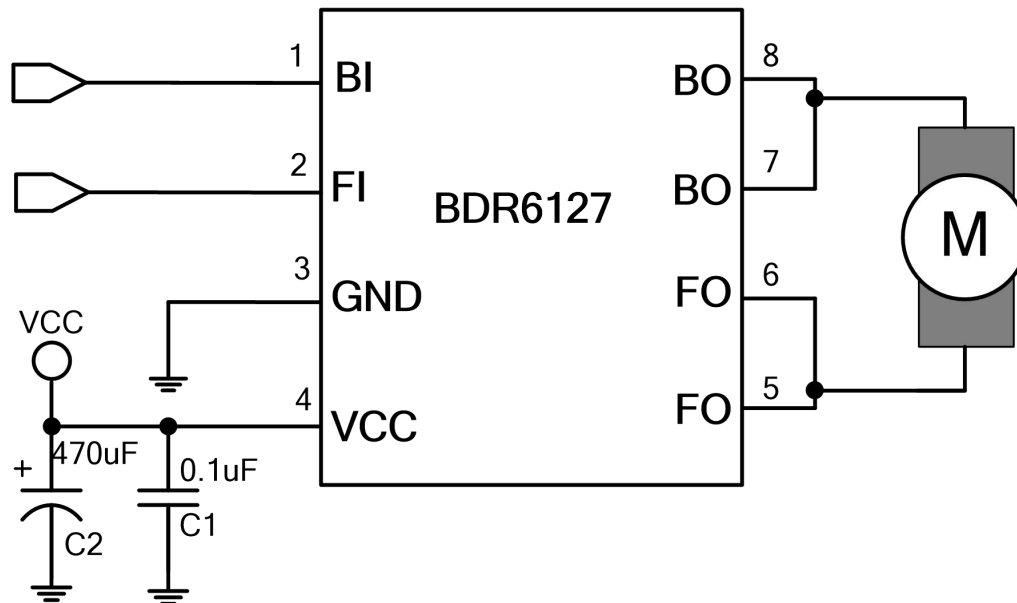 1
BI
2
FI
3
GND
4
VCC
VCC
470uF
+
C2
0.1uF
C1
BDR6127
8
BO
7
BO
6
FO
5
FO
M